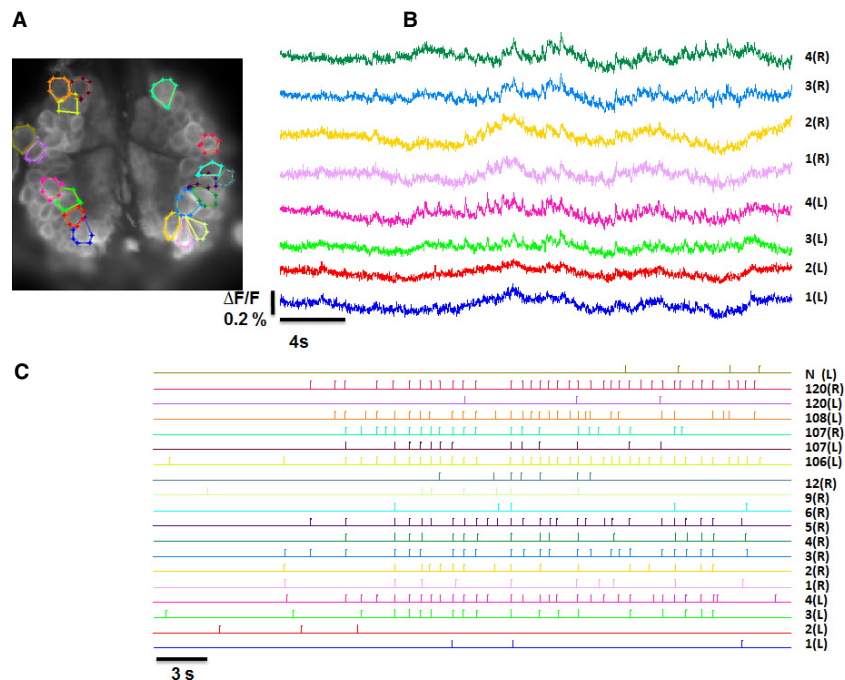 A
B
4(R)
3(R)
2(R)
1(R)
4(L)
3(L)
2(L)
1(L)
ΔF/F
0.2 %
4s
C
N (L)
120(R)
120(L)
108(L)
107(R)
107(L)
106(L)
12(R)
9(R)
6(R)
5(R)
4(R)
3(R)
2(R)
1(R)
4(L)
3(L)
2(L)
1(L)
3 s